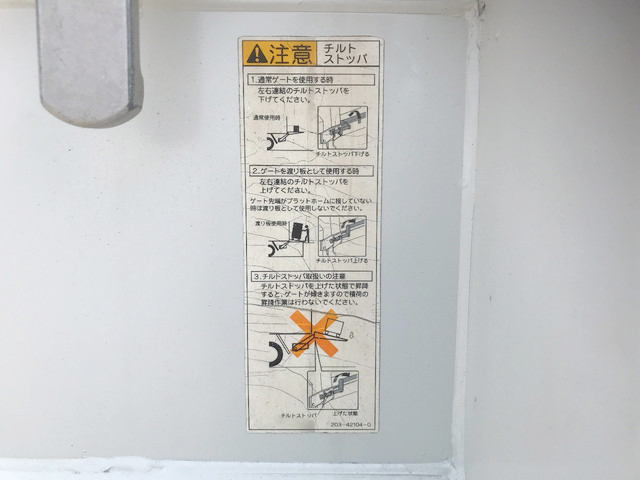 注意 チルト
ストッパ
1.通常ゲートを使用する時
左右連結のチルトストッパを
下げてください。
通常使用時
チルトストッパ下げる
2.ゲートを渡り板として使用する時
左右連結のチルトストッパを
上げてください。
ゲート先端がプラットホームに接していない
時は渡り板として使用しないでください。
渡り板使用時
チルトストッパ上げる
3.チルトストッパ取扱いの注意
チルトストッパを上げた状態で昇降
すると、ゲートが傾きますので積荷の
昇降作業は行わないでください。
チルトストッパ
上げた状態
203-42104-0